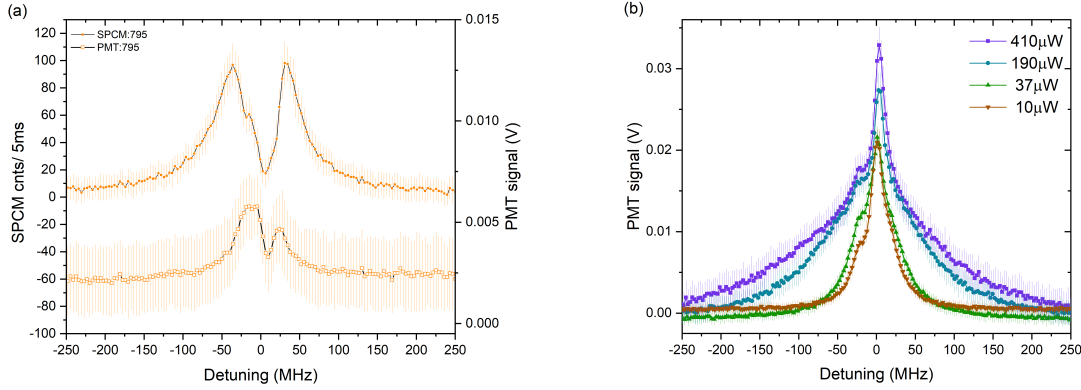 (a)
SPCM:795
PMT:795
120
100
80
60
40
20
0
-20
-40
-60
-80
-100
SPCM cnts/ 5ms
0.015
0.010
0.005
0.000
PMT signal (V)
-250 -200 -150 -100 -50 0 50 100 150 200 250
Detuning (MHz)
(b)
410μW
190μW
37μW
10μW
0.03
0.02
0.01
0.00
PMT signal (V)
-250 -200 -150 -100 -50 0 50 100 150 200 250
Detuning (MHz)